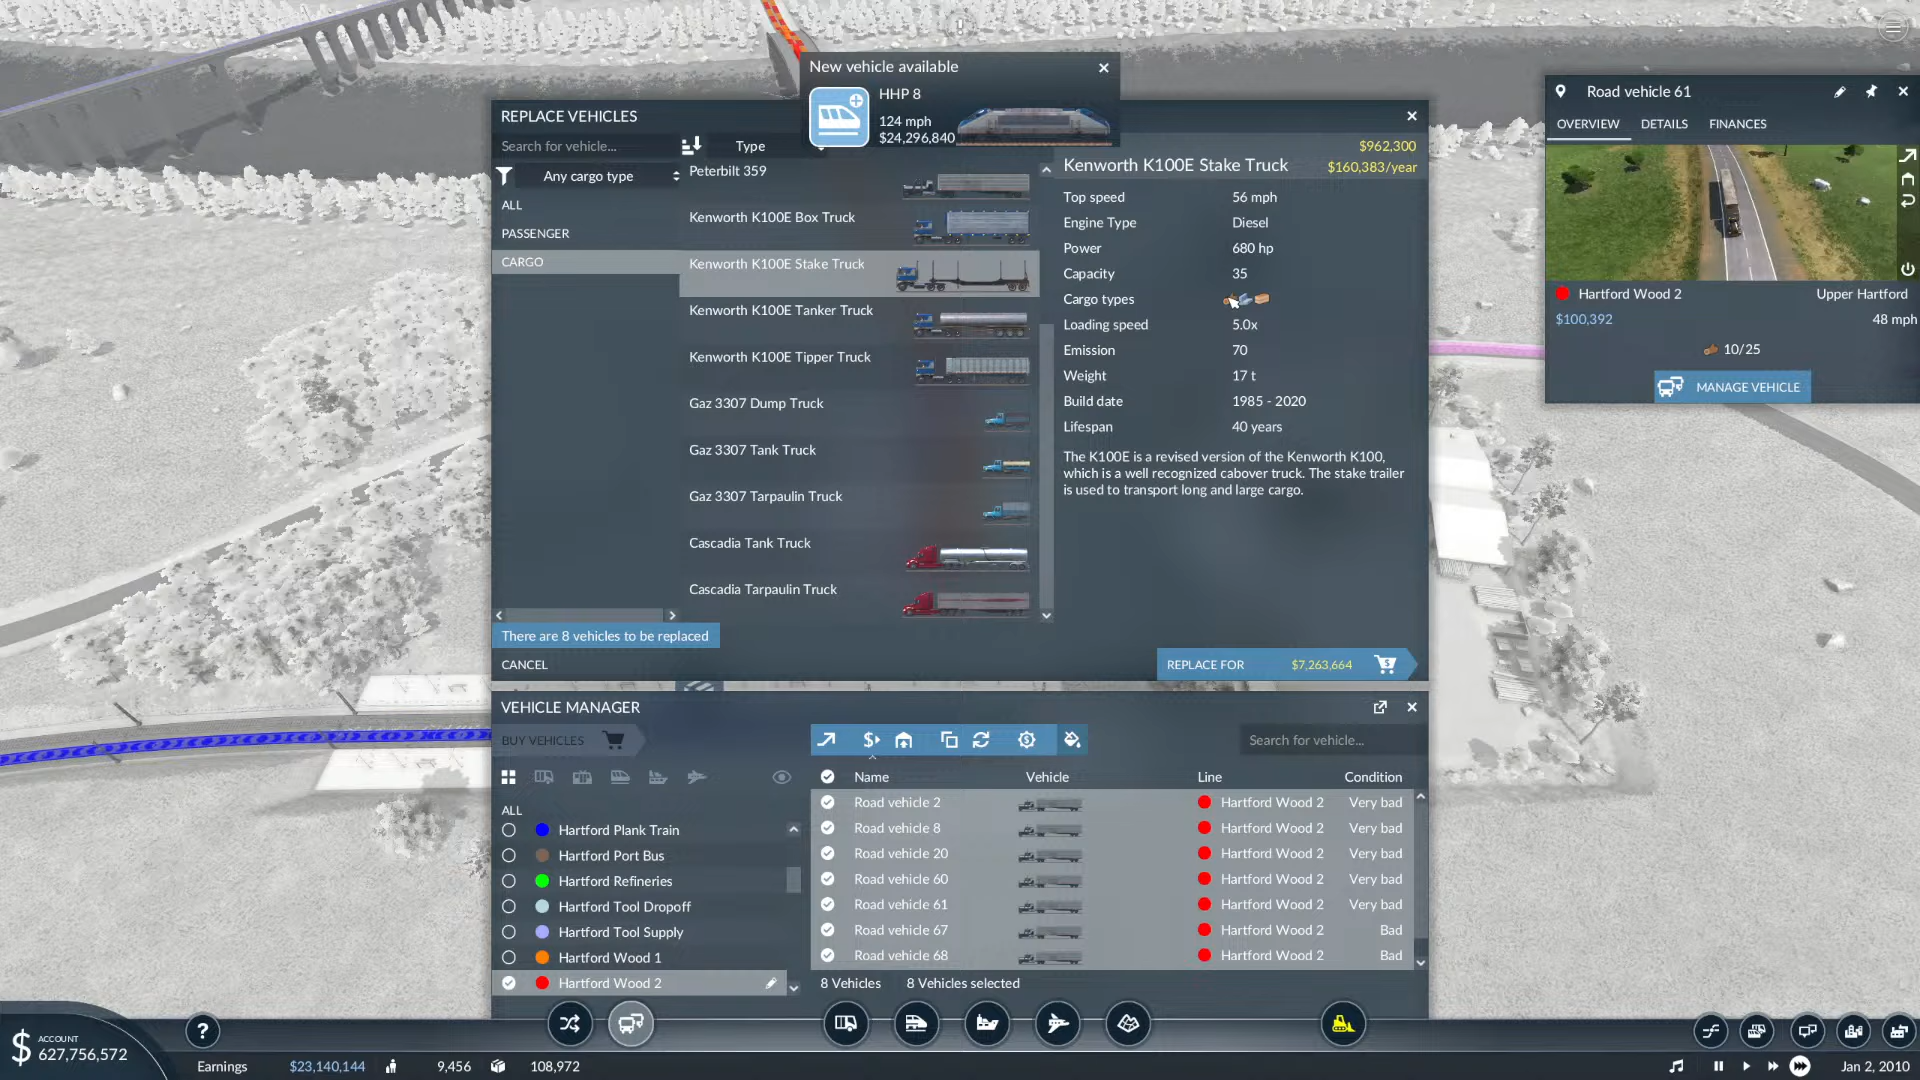 New vehicle available
HHP 8
124 mph
$24,296,840
REPLACE VEHICLES
Search for vehicle...
Type
Any cargo type
ALL
PASSENGER
CARGO
Peterbilt 359
Kenworth K100E Box Truck
Kenworth K100E Stake Truck
Kenworth K100E Tanker Truck
Kenworth K100E Tipper Truck
Gaz 3307 Dump Truck
Gaz 3307 Tank Truck
Gaz 3307 Tarpaulin Truck
Cascadia Tank Truck
Cascadia Tarpaulin Truck
$962,300
Kenworth K100E Stake Truck $160,383/year
Top speed 56 mph
Engine Type Diesel
Power 680 hp
Capacity 35
Cargo types
Loading speed 5.0x
Emission 70
Weight 17 t
Build date 1985 - 2020
Lifespan 40 years
The K100E is a revised version of the Kenworth K100,
which is a well recognized cabover truck. The stake trailer
is used to transport long and large cargo.
There are 8 vehicles to be replaced
CANCEL
REPLACE FOR $7,263,664
Road vehicle 61
OVERVIEW DETAILS FINANCES
Hartford Wood 2 Upper Hartford
$100,392 48 mph
10/25
MANAGE VEHICLE
VEHICLE MANAGER
BUY VEHICLES
Search for vehicle...
ALL
Hartford Plank Train
Hartford Port Bus
Hartford Refineries
Hartford Tool Dropoff
Hartford Tool Supply
Hartford Wood 1
Hartford Wood 2
Name Vehicle Line Condition
Road vehicle 2 Hartford Wood 2 Very bad
Road vehicle 8 Hartford Wood 2 Very bad
Road vehicle 20 Hartford Wood 2 Very bad
Road vehicle 60 Hartford Wood 2 Very bad
Road vehicle 61 Hartford Wood 2 Very bad
Road vehicle 67 Hartford Wood 2 Bad
Road vehicle 68 Hartford Wood 2 Bad
8 Vehicles 8 Vehicles selected
$ ACCOUNT
627,756,572
?
Earnings $23,140,144 9,456 108,972
Jan 2, 2010